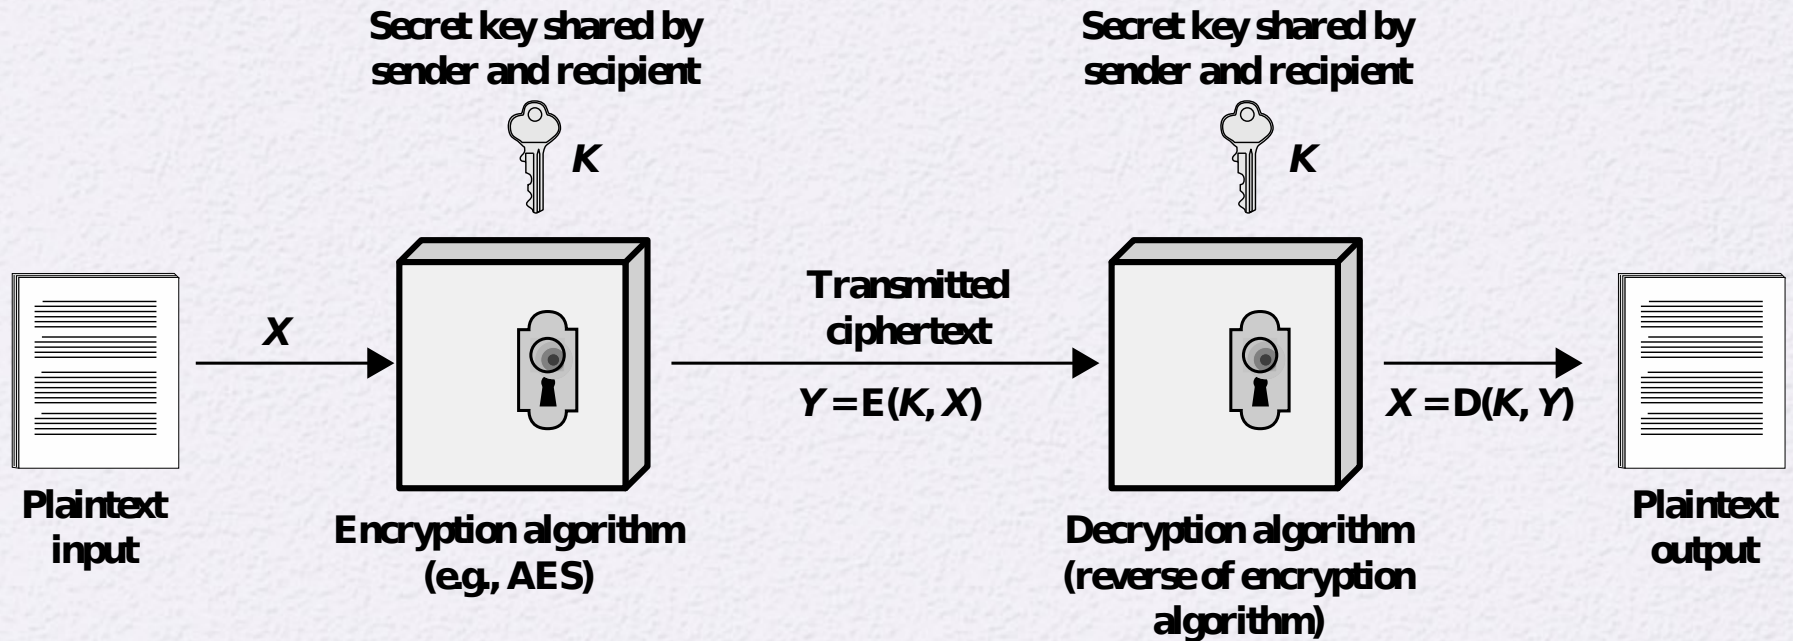 Secret key shared by
sender and recipient
K
Secret key shared by
sender and recipient
K
X
Transmitted
ciphertext
Y = E(K, X)
X = D(K, Y)
Plaintext
input
Encryption algorithm
(e.g., AES)
Decryption algorithm
(reverse of encryption
algorithm)
Plaintext
output